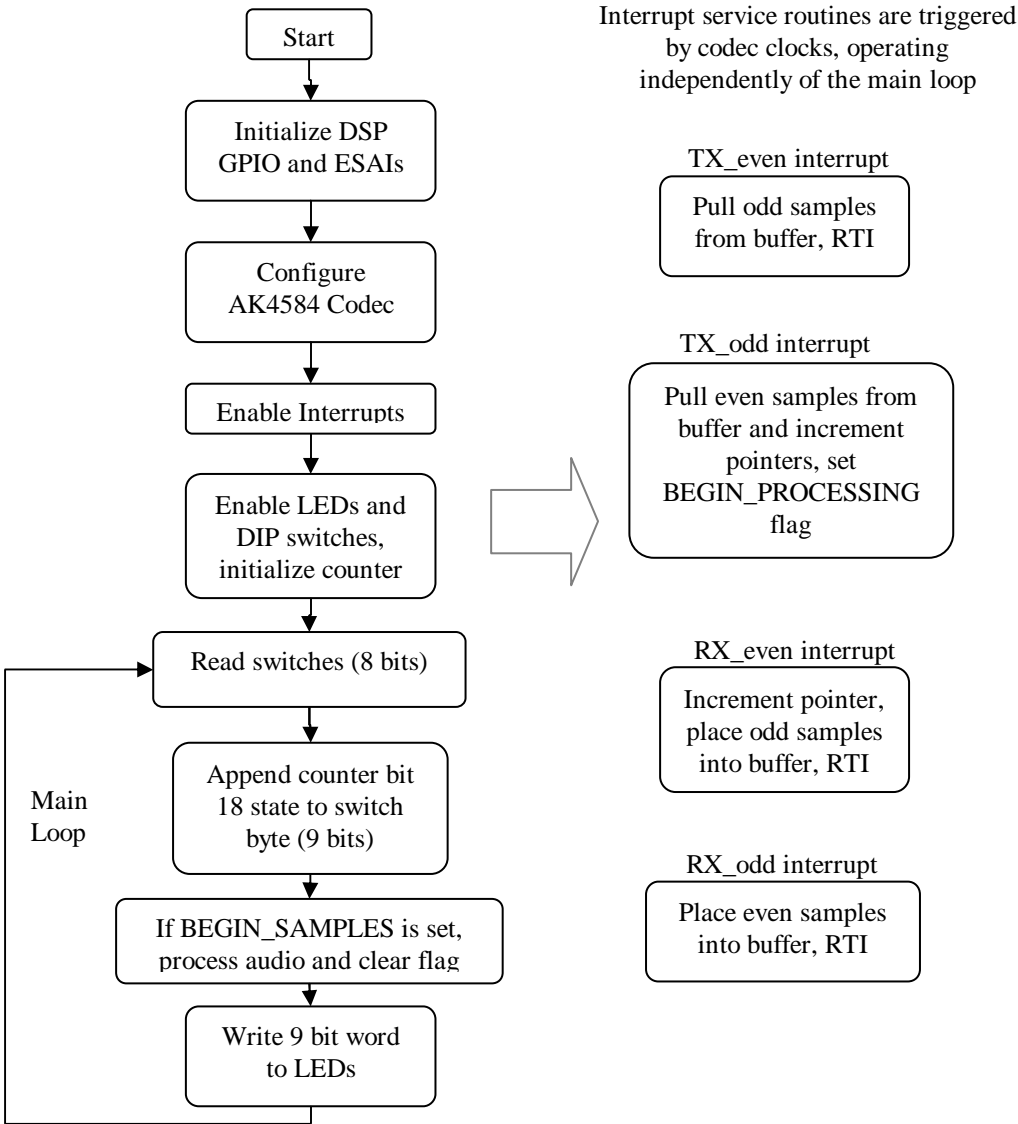 Start
Initialize DSP
GPIO and ESAIs
Configure
AK4584 Codec
Enable Interrupts
Enable LEDs and
DIP switches,
initialize counter
Read switches (8 bits)
Append counter bit
18 state to switch
byte (9 bits)
If BEGIN_SAMPLES is set,
process audio and clear flag
Write 9 bit word
to LEDs
Main
Loop
Interrupt service routines are triggered
by codec clocks, operating
independently of the main loop
TX_even interrupt
Pull odd samples
from buffer, RTI
TX_odd interrupt
Pull even samples from
buffer and increment
pointers, set
BEGIN_PROCESSING
flag
RX_even interrupt
Increment pointer,
place odd samples
into buffer, RTI
RX_odd interrupt
Place even samples
into buffer, RTI